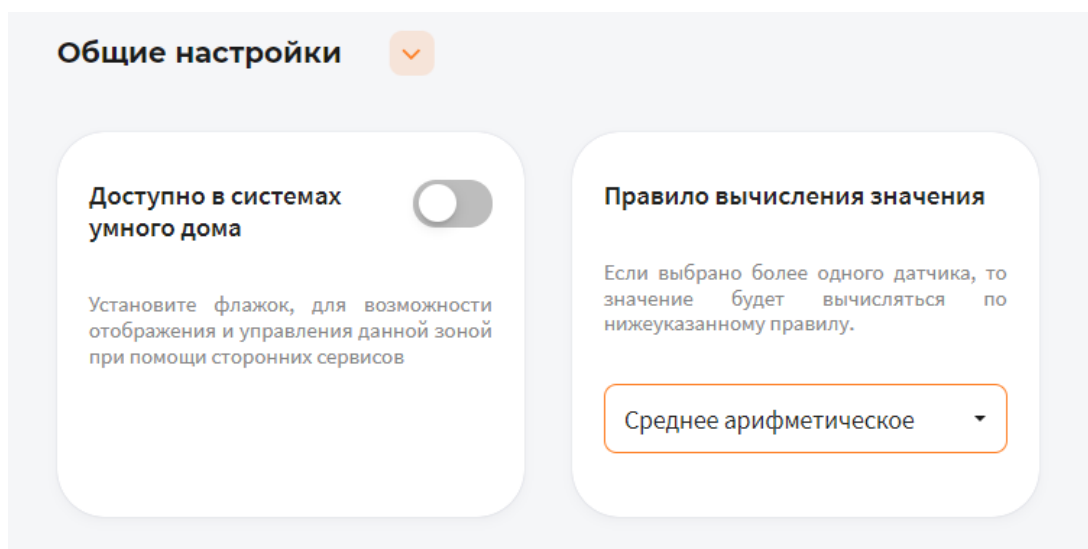 Общие настройки
Доступно в системах
умного дома
Установите флажок, для возможности
отображения и управления данной зоной
при помощи сторонних сервисов
Правило вычисления значения
Если выбрано более одного датчика, то
значение будет вычисляться по
нижеуказанному правилу.
Среднее арифметическое